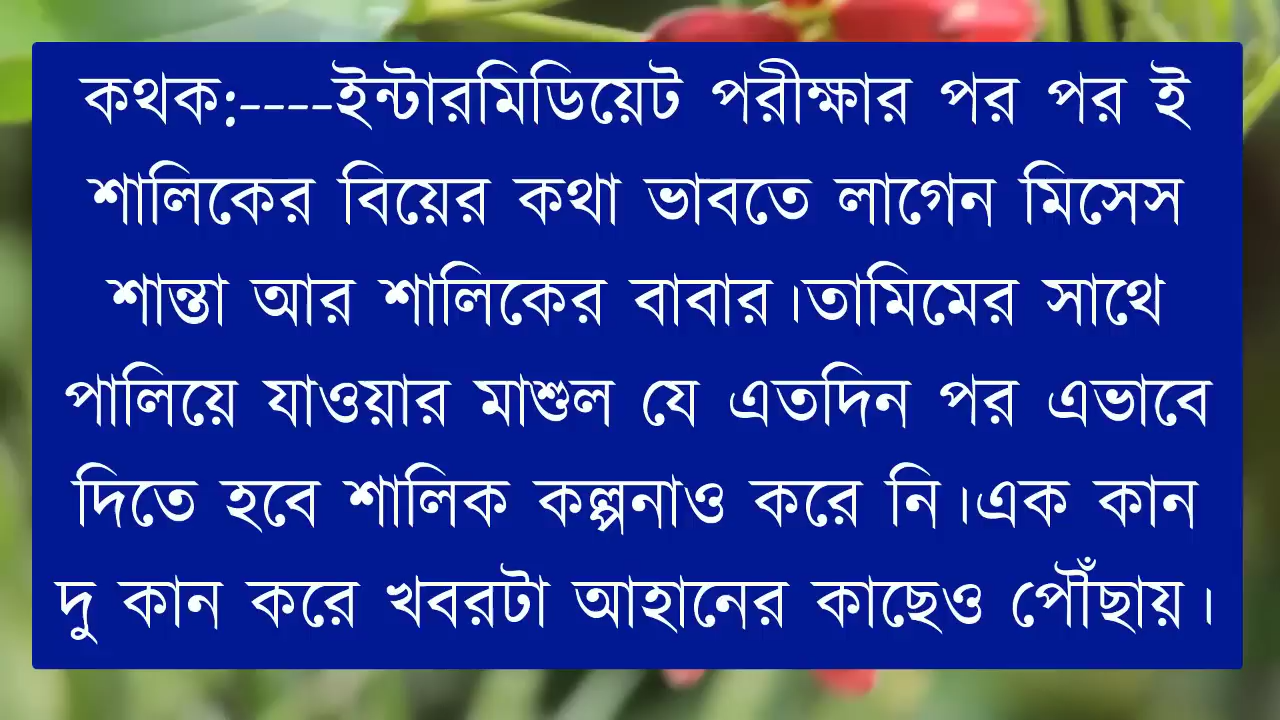 কথক:----ইন্টারমিডিয়েট পরীক্ষার পর পর ই
শালিকের বিয়ের কথা ভাবতে লাগেন মিসেস
শান্তা আর শালিকের বাবার।তামিমের সাথে
পালিয়ে যাওয়ার মাশুল যে এতদিন পর এভাবে
দিতে হবে শালিক কল্পনাও করে নি।এক কান
দু কান করে খবরটা আহানের কাছেও পৌঁছায়।